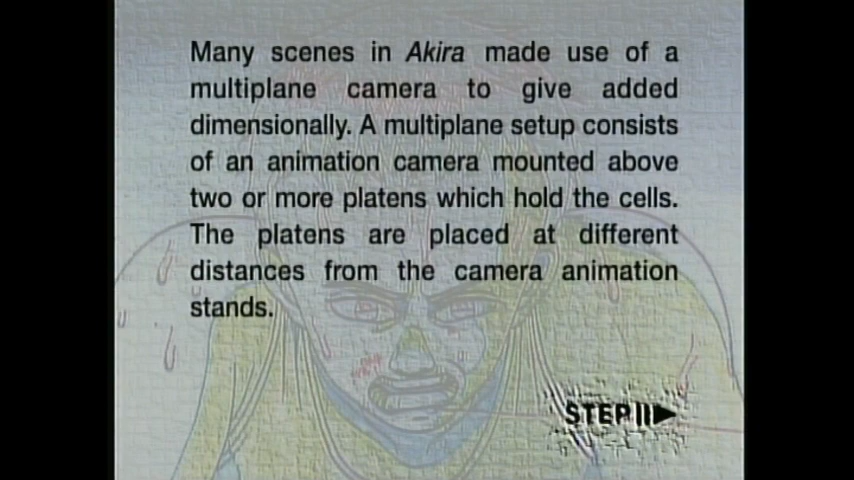 Many scenes in Akira made use of a
multiplane camera to give added
dimensionally. A multiplane setup consists
of an animation camera mounted above
two or more platens which hold the cells.
The platens are placed at different
distances from the camera animation
stands.
STEP